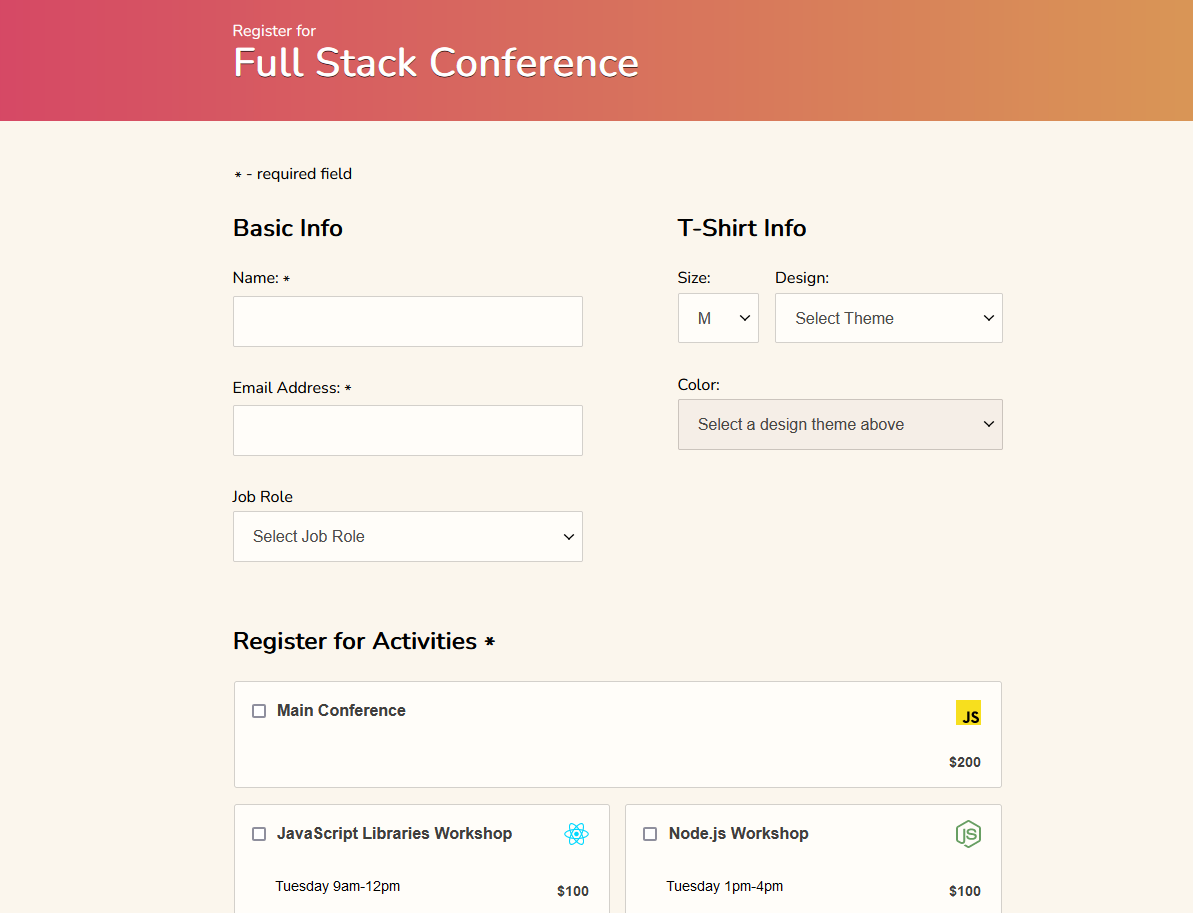 Register for
Full Stack Conference
* - required field
Basic Info
Name: *
Email Address: *
Job Role
Select Job Role
T-Shirt Info
Size:
Design:
M
Select Theme
Color:
Select a design theme above
Register for Activities *
Main Conference
JS
$200
JavaScript Libraries Workshop
Tuesday 9am-12pm
$100
Node.js Workshop
JS
Tuesday 1pm-4pm
$100